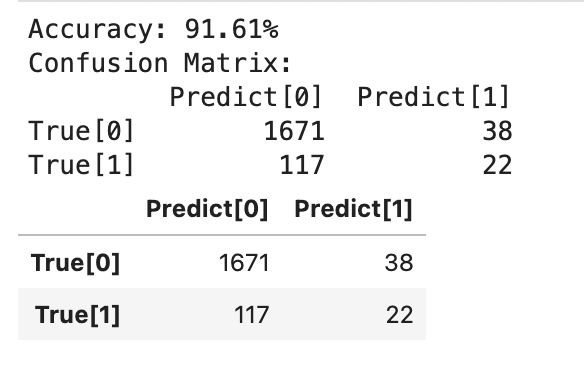 Accuracy: 91.61%
Confusion Matrix:
Predict[0] Predict[1]
True[0] 1671 38
True[1] 117 22
Predict[0] Predict[1]
True[0] 1671 38
True[1] 117 22